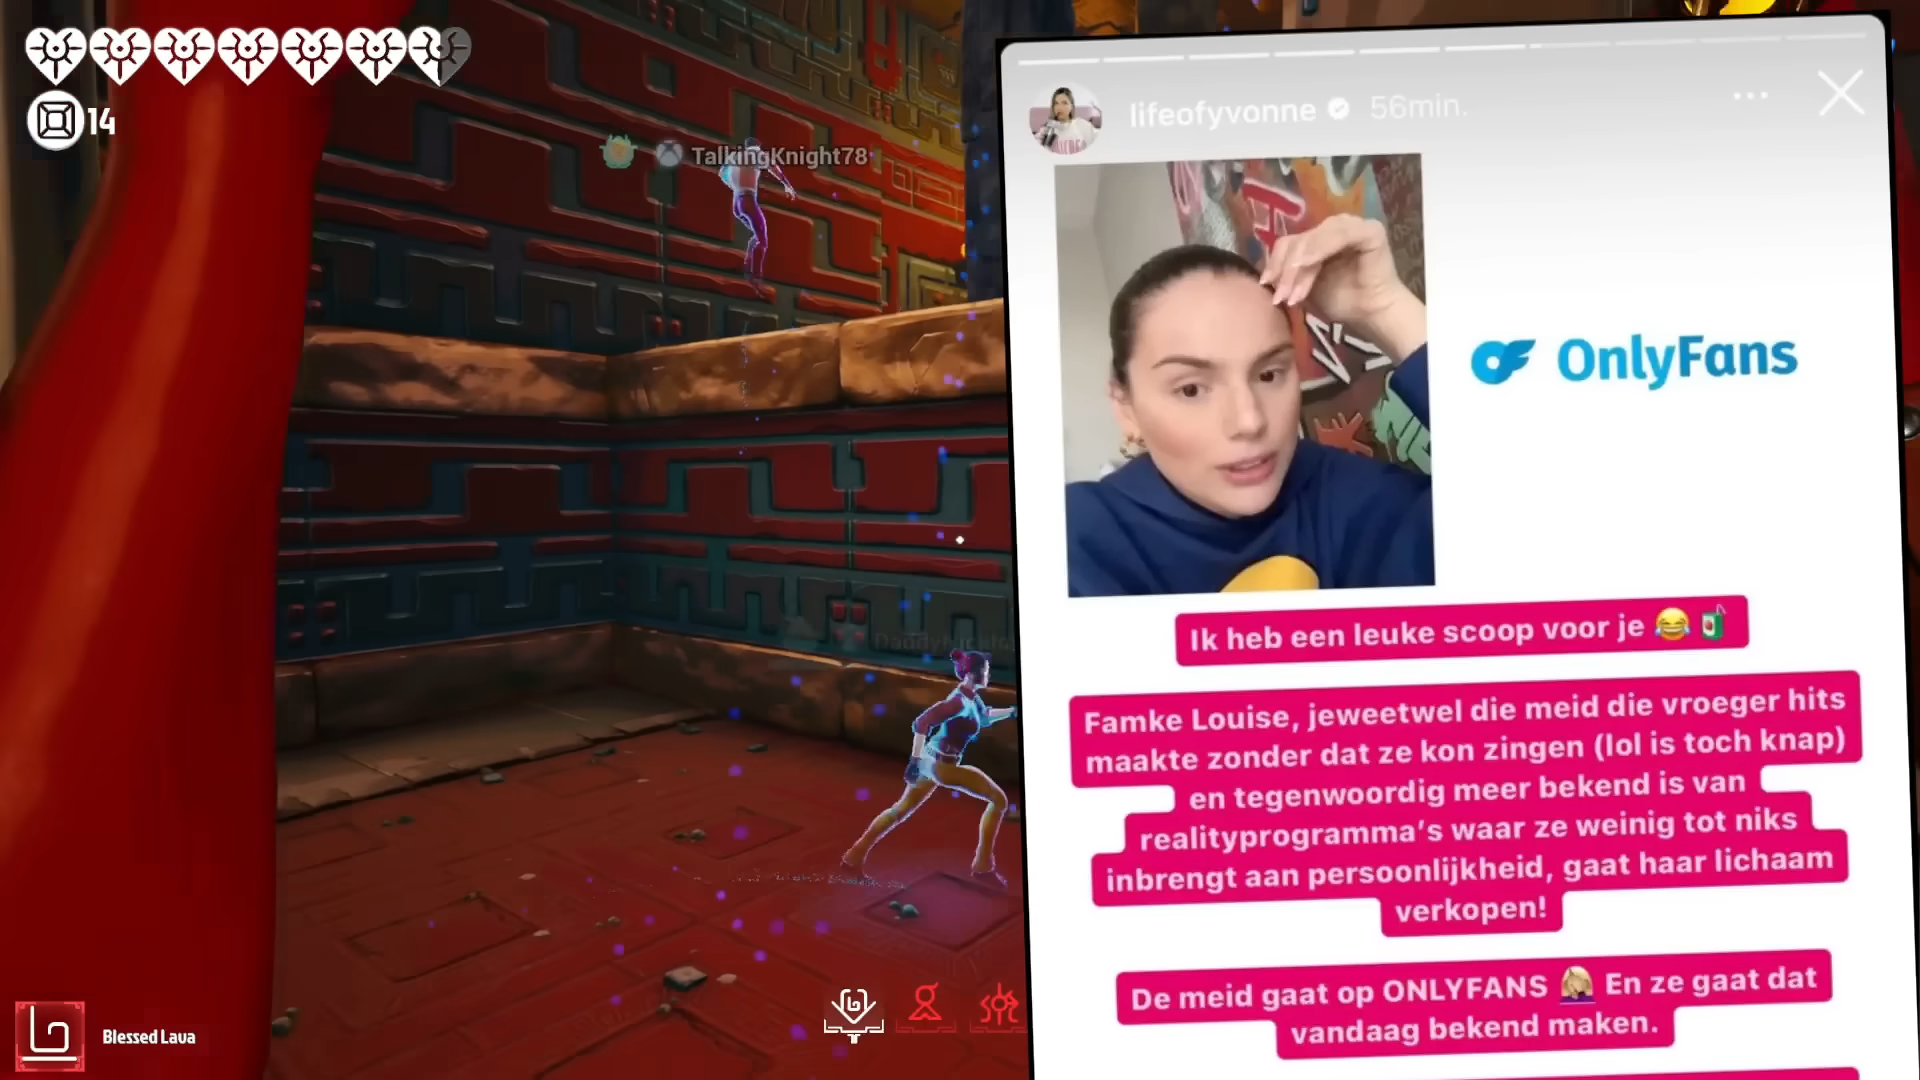 14
TalkingKnight78
Blessed Lava
lifeofyvonne 56min.
OnlyFans
Ik heb een leuke scoop voor je 😂🧃
Famke Louise, jeweetwel die meid die vroeger hits
maakte zonder dat ze kon zingen (lol is toch knap)
en tegenwoordig meer bekend is van
realityprogramma's waar ze weinig tot niks
inbrengt aan persoonlijkheid, gaat haar lichaam
verkopen!
De meid gaat op ONLYFANS 🤦🏼‍♀️ En ze gaat dat
vandaag bekend maken.